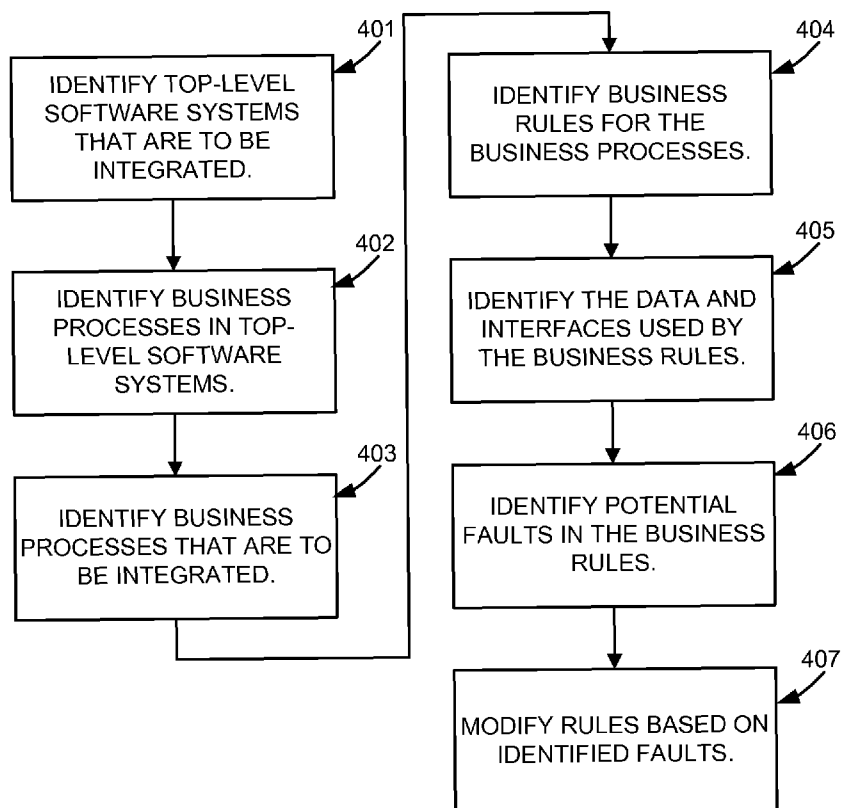 401
IDENTIFY TOP-LEVEL
SOFTWARE SYSTEMS
THAT ARE TO BE
INTEGRATED.
402
IDENTIFY BUSINESS
PROCESSES IN TOP-
LEVEL SOFTWARE
SYSTEMS.
403
IDENTIFY BUSINESS
PROCESSES THAT ARE TO
BE INTEGRATED.
404
IDENTIFY BUSINESS
RULES FOR THE
BUSINESS PROCESSES.
405
IDENTIFY THE DATA AND
INTERFACES USED BY
THE BUSINESS RULES.
406
IDENTIFY POTENTIAL
FAULTS IN THE BUSINESS
RULES.
407
MODIFY RULES BASED ON
IDENTIFIED FAULTS.